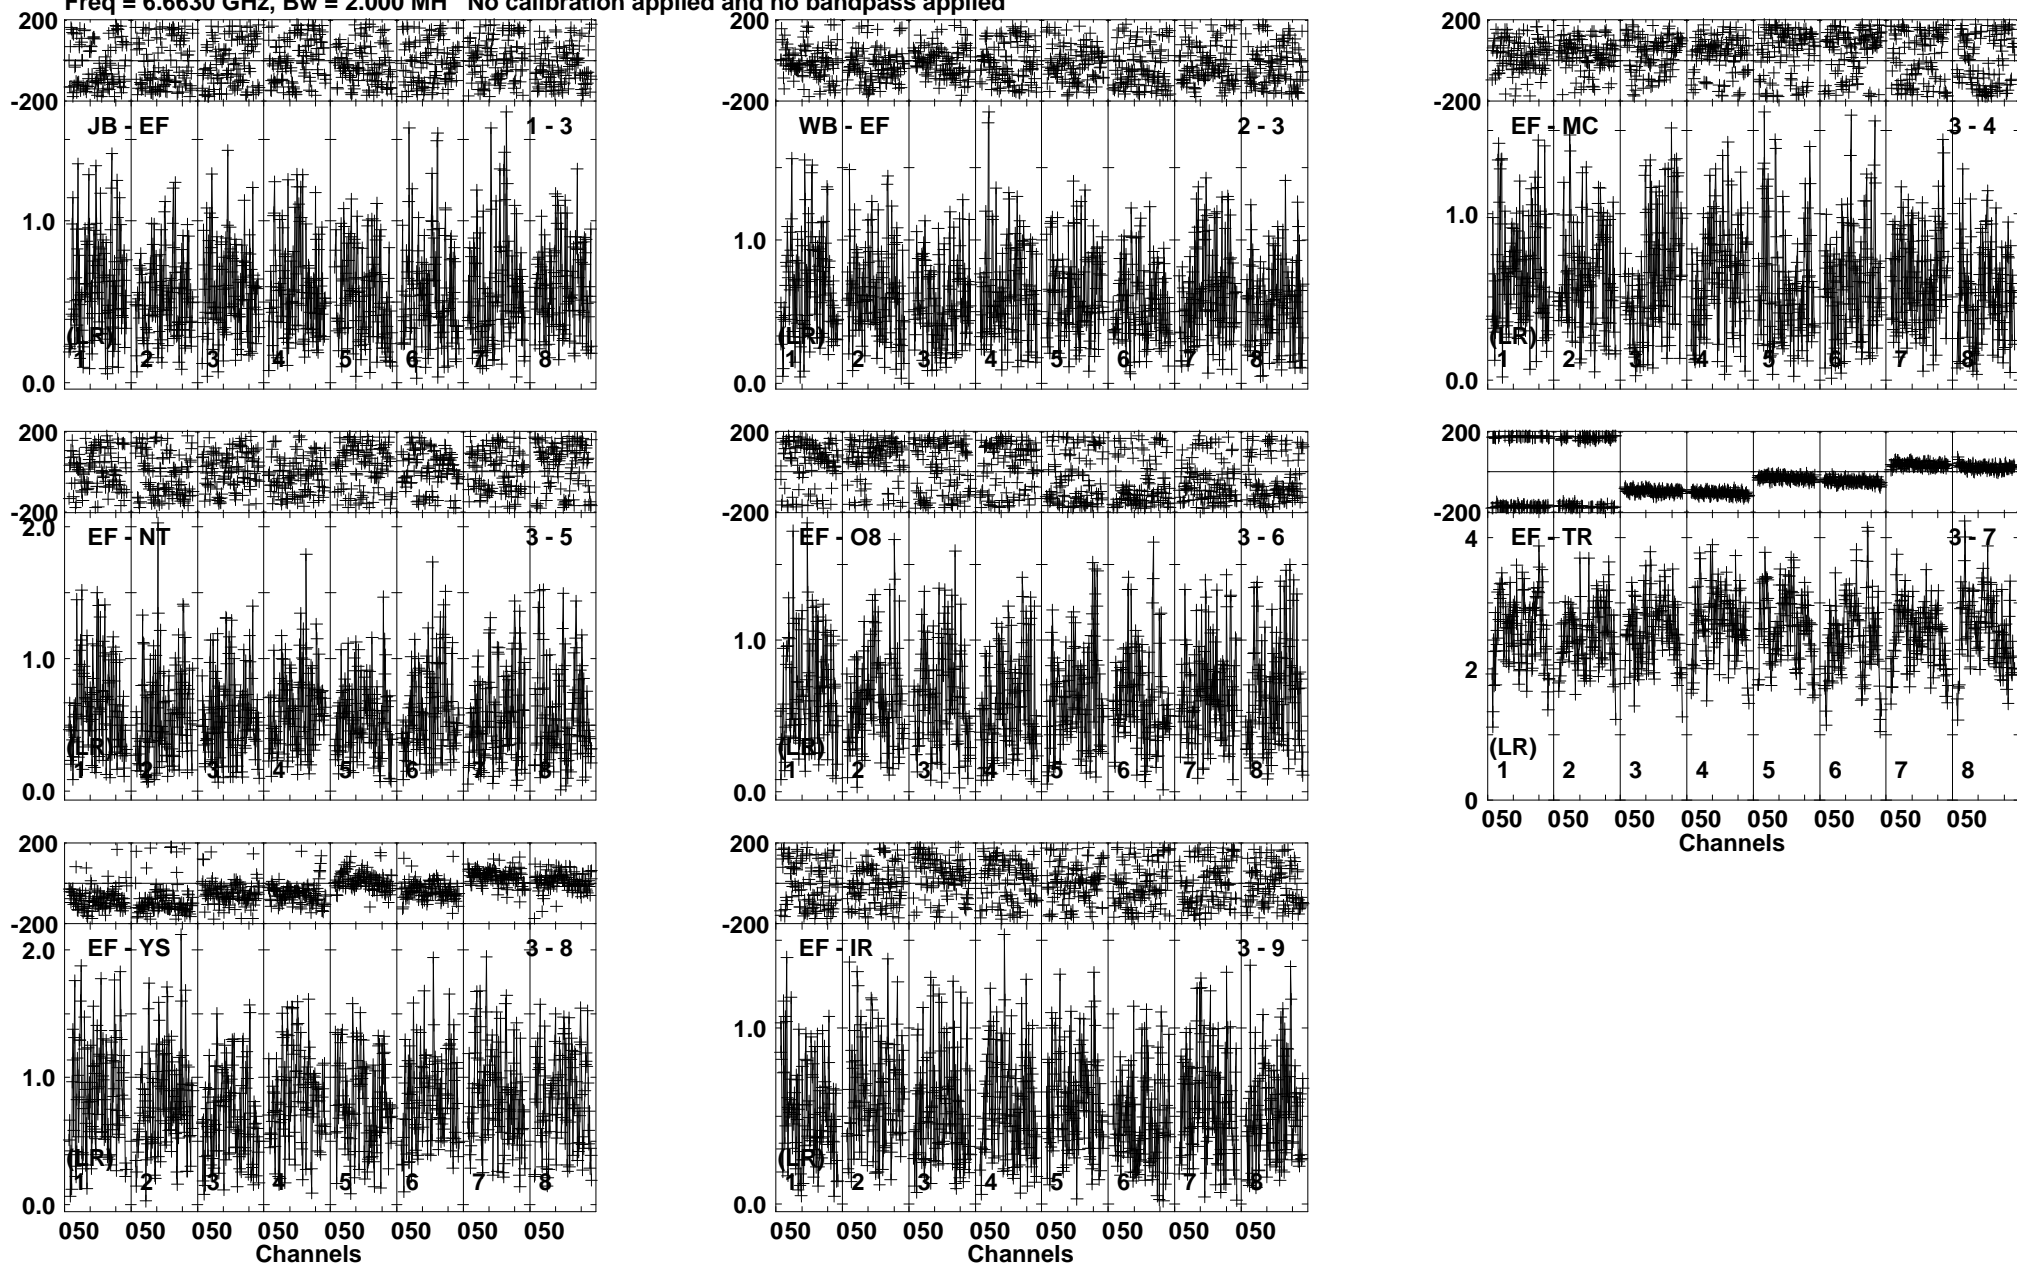 Freq = 6.6630 GHz, Bw = 2.000 MH No calibration applied and no bandpass applied
200 200 200
-200 -200 -200
JB - EF 1 - 3 WB - EF 2 - 3 EF - MC 3 - 4
1.0 1.0 1.0
(LR) (LR) (LR)
1 2 3 4 5 6 7 8 1 2 3 4 5 6 7 8 1 2 3 4 5 6 7 8
0.0 0.0 0.0
200 200 200
-200 -200 -200
2.0 EF - NT 3 - 5 EF - O8 3 - 6 4 EF - TR 3 - 7
1.0 1.0 2
(LR) (LR) (LR)
1 2 3 4 5 6 7 8 1 2 3 4 5 6 7 8 1 2 3 4 5 6 7 8
0.0 0.0 0
050 050 050 050 050 050 050 050
Channels
200 200
-200 -200
2.0 EF - YS 3 - 8 EF - IR 3 - 9
1.0 1.0
(LR) (LR)
1 2 3 4 5 6 7 8 1 2 3 4 5 6 7 8
0.0 0.0
050 050 050 050 050 050 050 050 050 050 050 050 050 050 050 050
Channels Channels